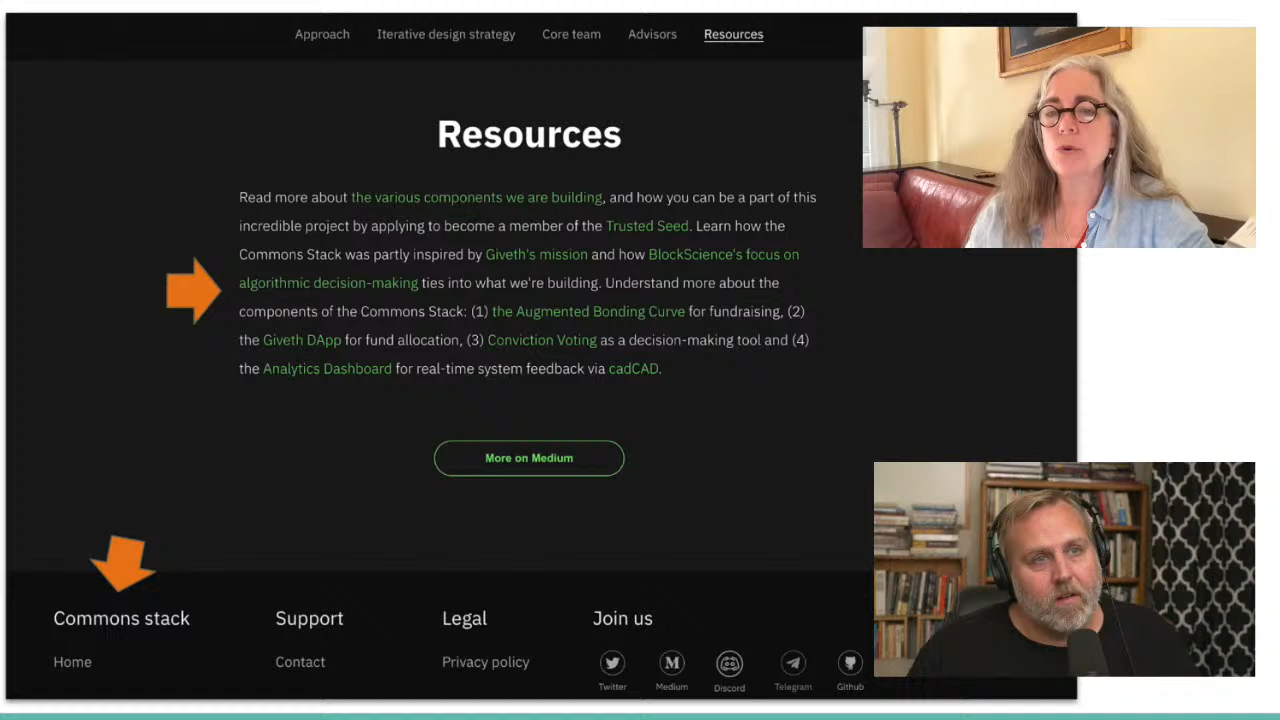 Approach Iterative design strategy Core team Advisors Resources
Resources
Read more about the various components we are building, and how you can be a part of this
incredible project by applying to become a member of the Trusted Seed. Learn how the
Commons Stack was partly inspired by Giveth's mission and how BlockScience's focus on
algorithmic decision-making ties into what we're building. Understand more about the
components of the Commons Stack: (1) the Augmented Bonding Curve for fundraising, (2)
the Giveth DApp for fund allocation, (3) Conviction Voting as a decision-making tool and (4)
the Analytics Dashboard for real-time system feedback via cadCAD.
More on Medium
Commons stack Support Legal Join us
Home Contact Privacy policy
Twitter Medium Discord Telegram Github